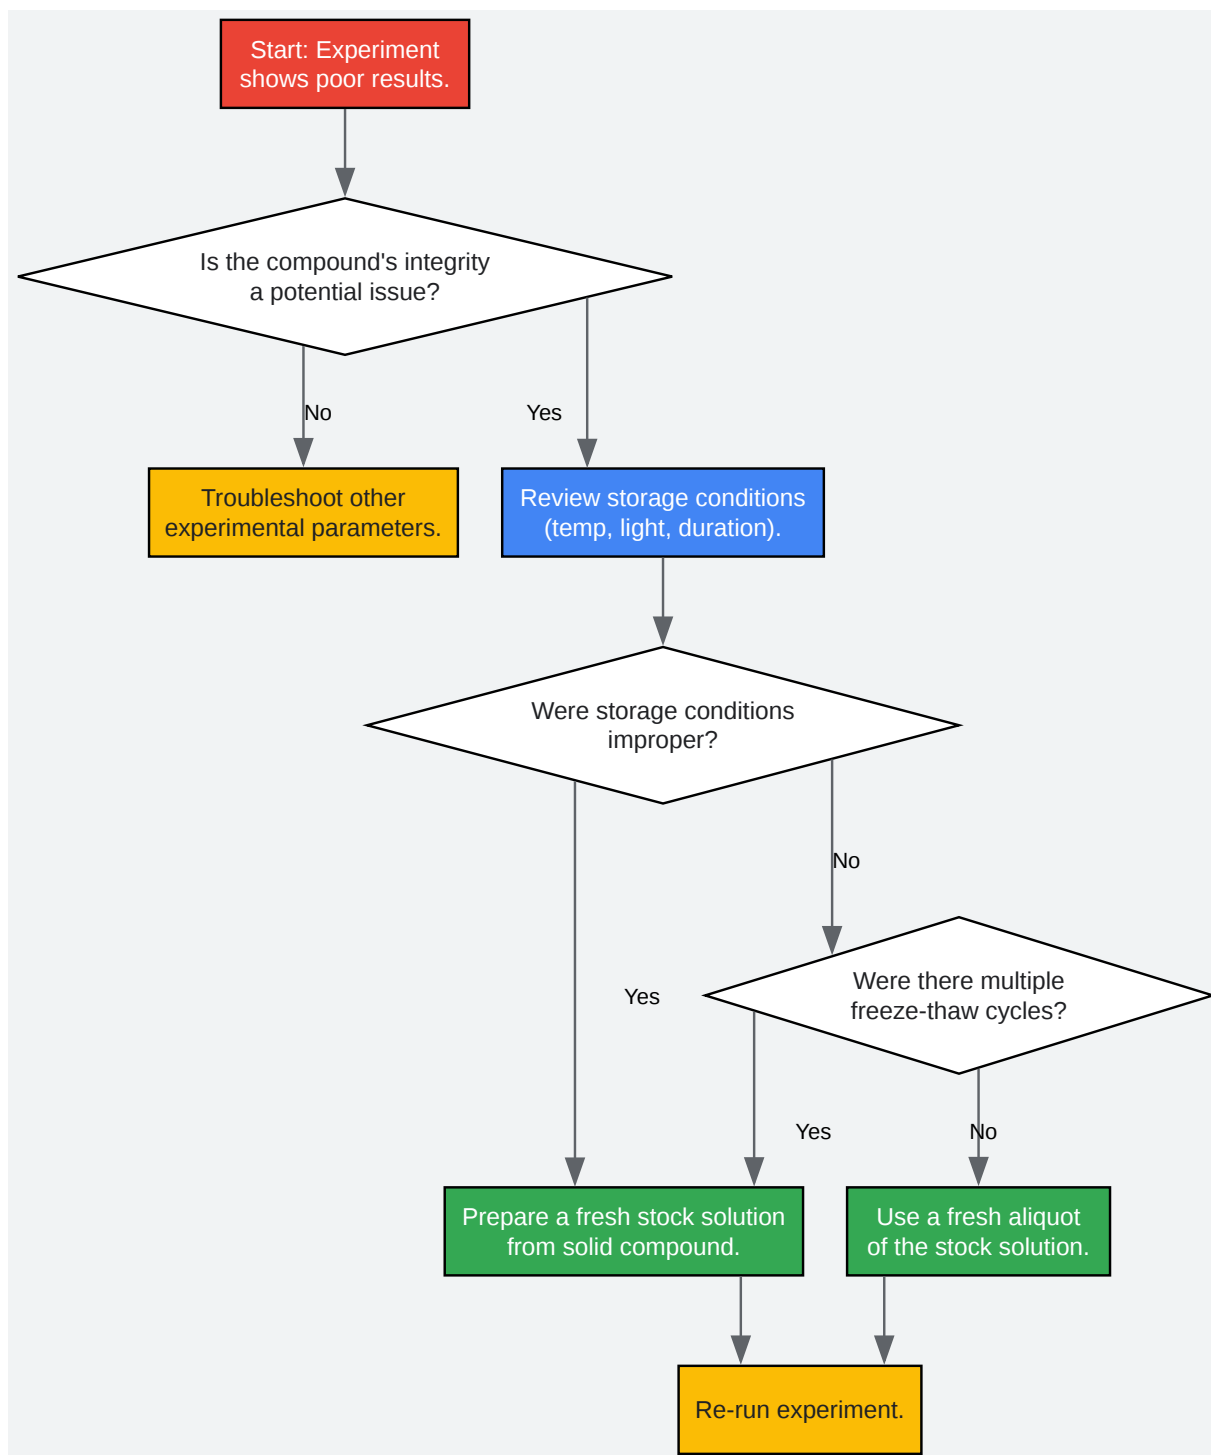 Start: Experiment
shows poor results.
Is the compound's integrity
a potential issue?
No
Yes
Troubleshoot other
experimental parameters.
Review storage conditions
(temp, light, duration).
Were storage conditions
improper?
No
Were there multiple
freeze-thaw cycles?
Yes
Yes
No
Prepare a fresh stock solution
from solid compound.
Use a fresh aliquot
of the stock solution.
Re-run experiment.